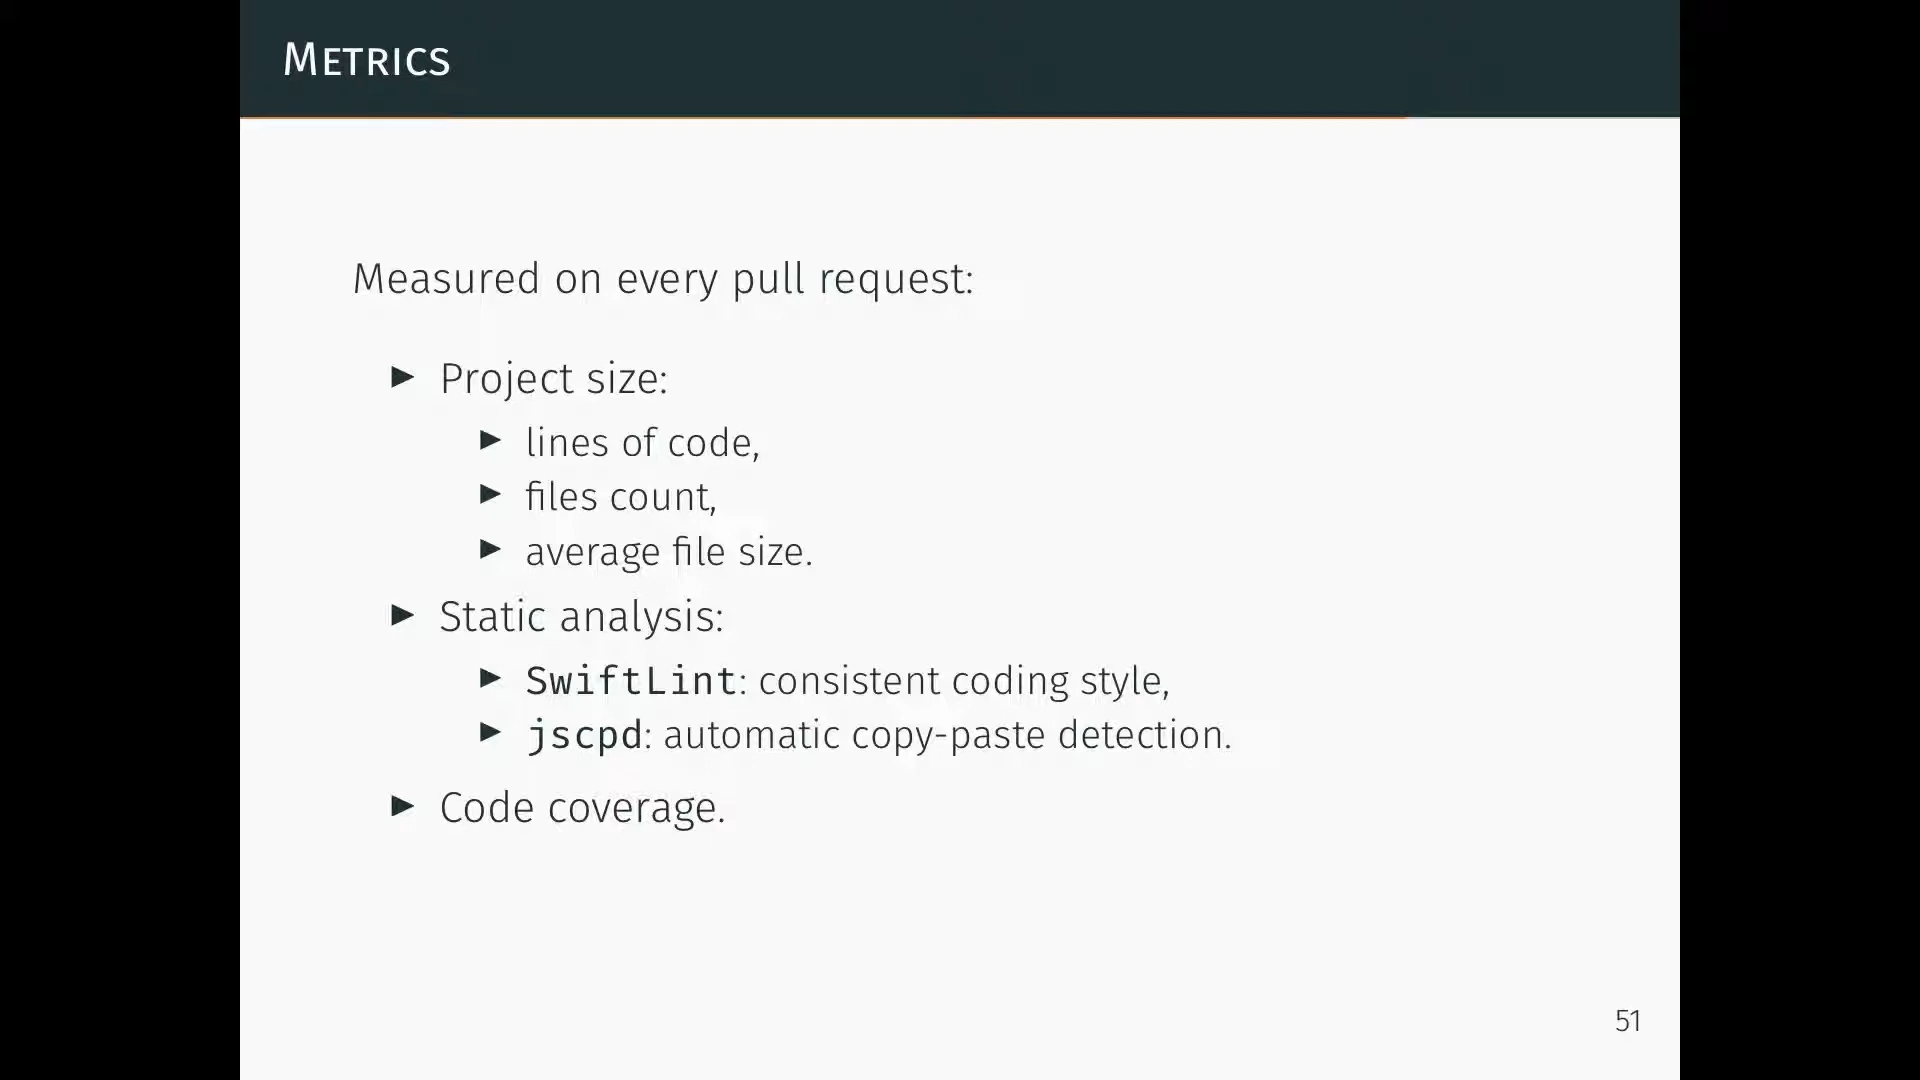 Metrics
Measured on every pull request:
▶ Project size:
▶ lines of code,
▶ files count,
▶ average file size.
▶ Static analysis:
▶ SwiftLint: consistent coding style,
▶ jscpd: automatic copy-paste detection.
▶ Code coverage.
51